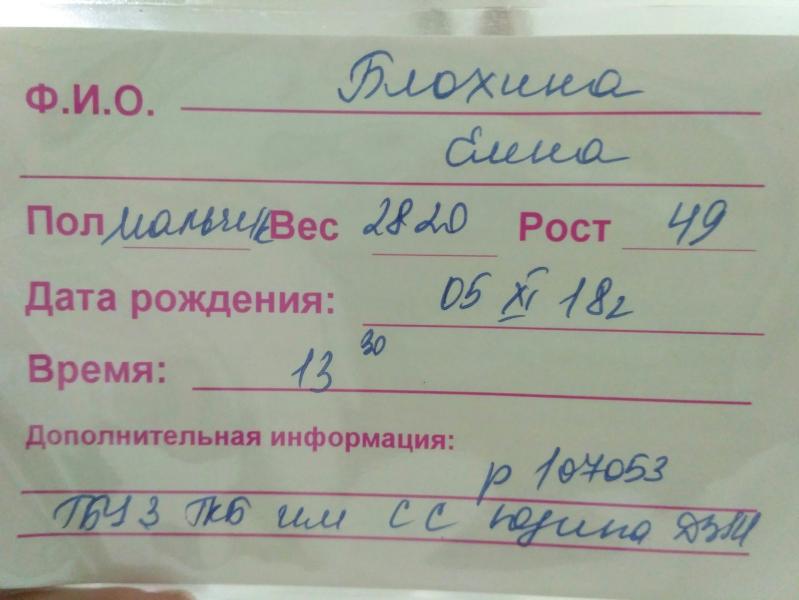 Ф.И.О. Блохина
Елена
Пол мальчик Вес 2820 Рост 49
Дата рождения: 05 XI 18г
Время: 13 30
Дополнительная информация:
р 107053
ГБУЗ ГКБ им С С Юдина ДЗМ